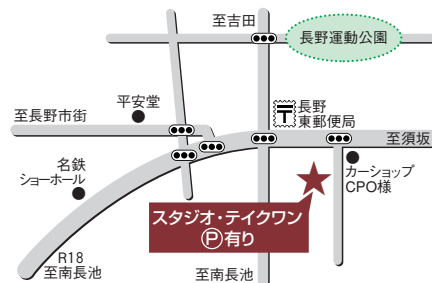 至吉田
長野運動公園
平安堂
至長野市街
長野
東郵便局
至須坂
名鉄
ショーホール
カーショップ
CPO様
スタジオ・テイクワン
Ⓟ有り
R18
至南長池
至南長池